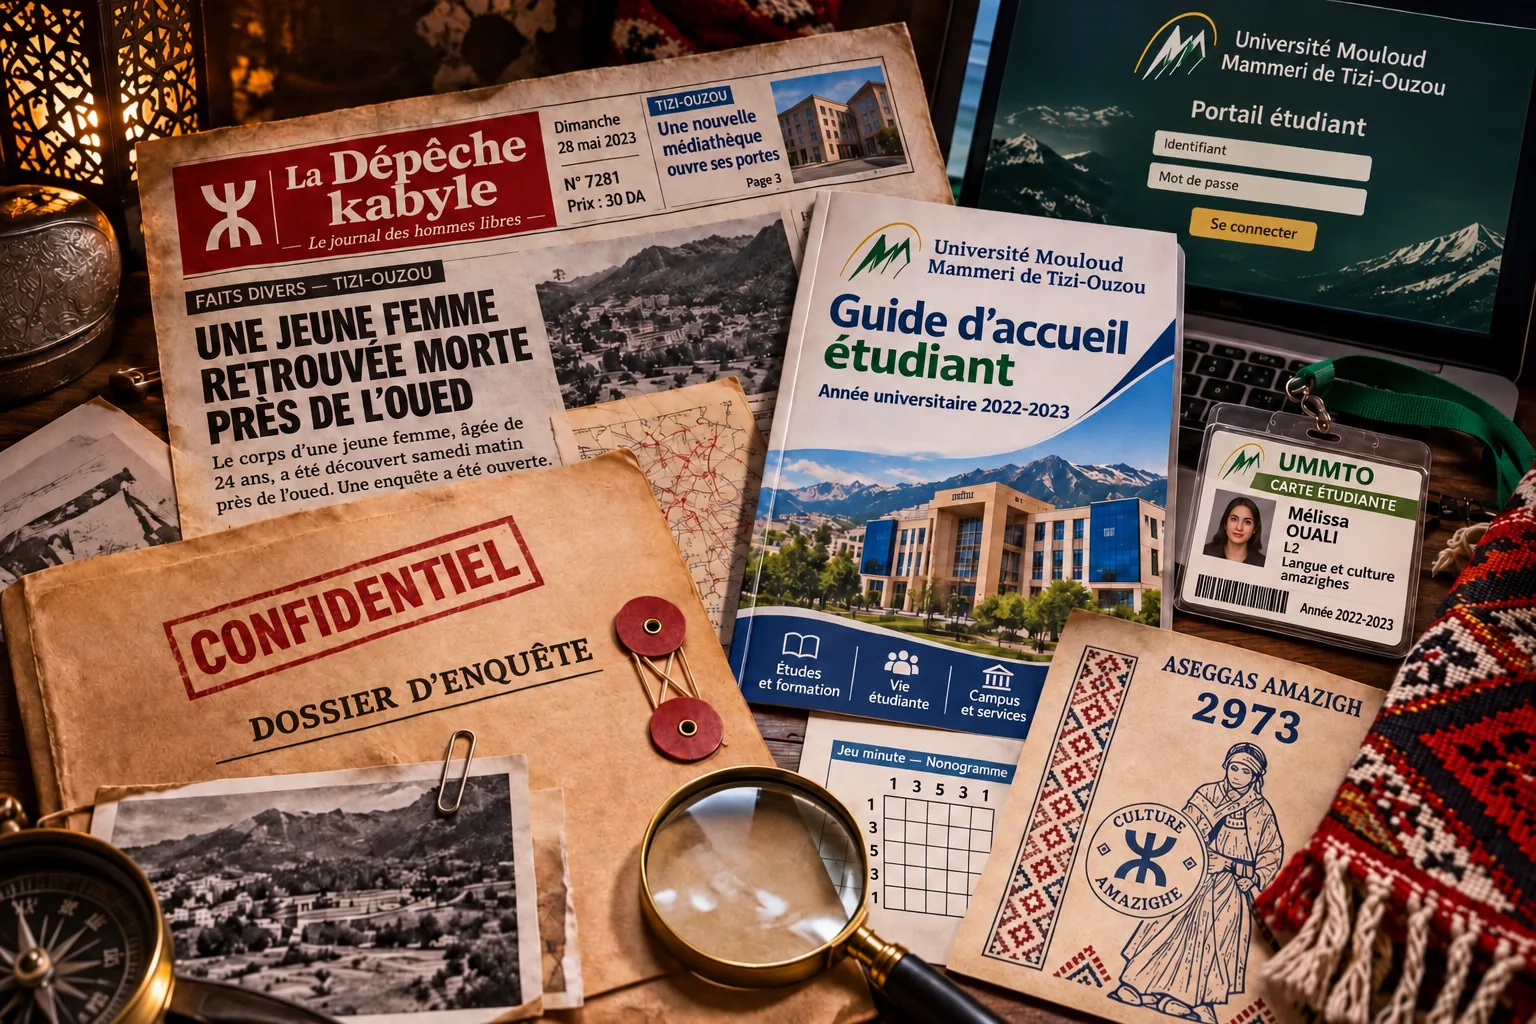 La Dépêche
kabyle
— Le journal des hommes libres —
Dimanche
28 mai 2023
N° 7281
Prix : 30 DA
TIZI-OUZOU
Une nouvelle
médiathèque
ouvre ses portes
Page 3
FAITS DIVERS — TIZI-OUZOU
UNE JEUNE FEMME
RETROUVÉE MORTE
PRÈS DE L'OUED
Le corps d'une jeune femme, âgée de
24 ans, a été découvert samedi matin
près de l'oued. Une enquête a été ouverte.
CONFIDENTIEL
DOSSIER D'ENQUÊTE
Université Mouloud
Mammeri de Tizi-Ouzou
Guide d'accueil
étudiant
Année universitaire 2022-2023
Études
et formation
Vie
étudiante
Campus
et services
Université Mouloud
Mammeri de Tizi-Ouzou
Portail étudiant
Identifiant
Mot de passe
Se connecter
UMMTO
CARTE ÉTUDIANTE
Mélissa
OUALI
L2
Langue et culture
amazighes
Année 2022-2023
Jeu minute — Nonogramme
1 3 5 3 1
1
3
5
3
1
ASEGGAS AMAZIGH
2973
CULTURE
ⵣ
AMAZIGHE